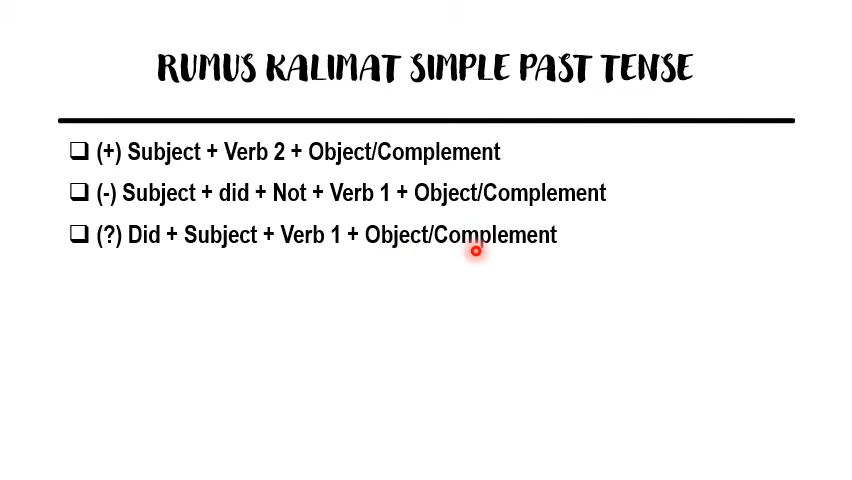 RUMUS KALIMAT SIMPLE PAST TENSE
❑ (+) Subject + Verb 2 + Object/Complement
❑ (-) Subject + did + Not + Verb 1 + Object/Complement
❑ (?) Did + Subject + Verb 1 + Object/Complement